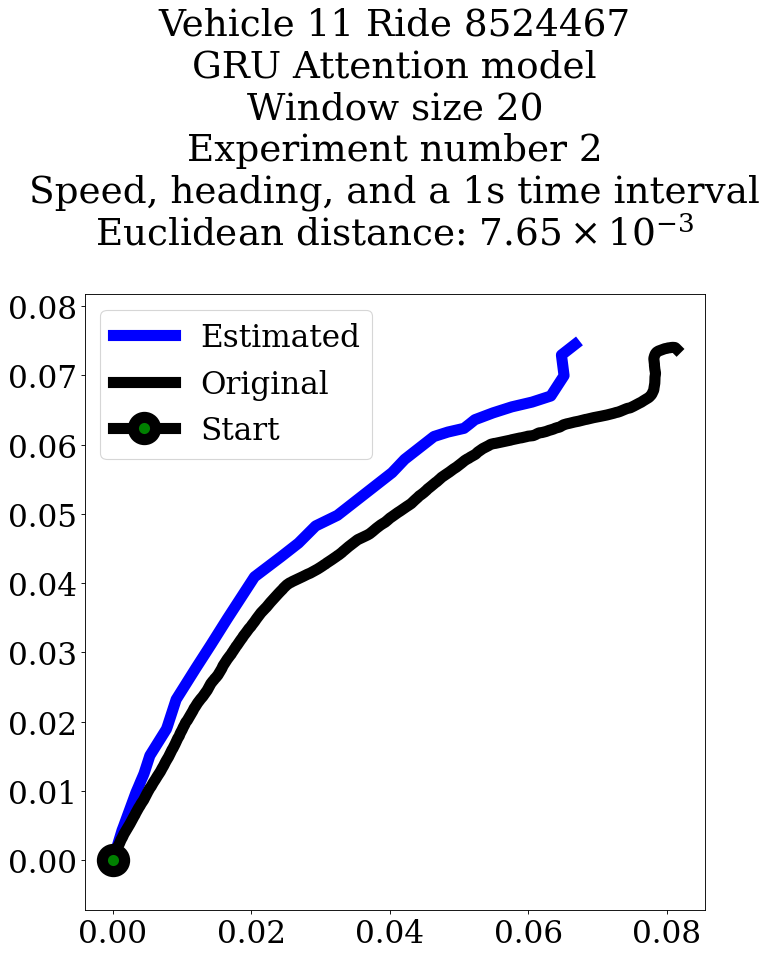 Vehicle 11 Ride 8524467
GRU Attention model
Window size 20
Experiment number 2
Speed, heading, and a 1s time interval
Euclidean distance: 7.65 × 10⁻³
0.08
0.07
0.06
0.05
0.04
0.03
0.02
0.01
0.00
Estimated
Original
Start
0.00 0.02 0.04 0.06 0.08